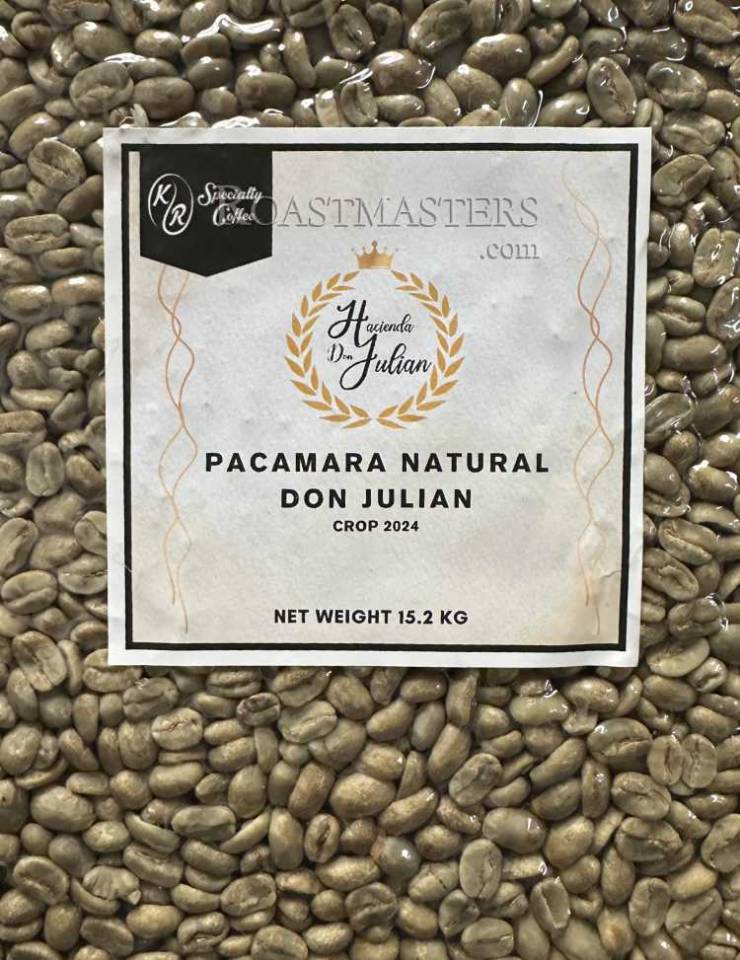 KR Specialty
Coffee
ROASTMASTERS
.com
Hacienda
Don
Julian
PACAMARA NATURAL
DON JULIAN
CROP 2024
NET WEIGHT 15.2 KG